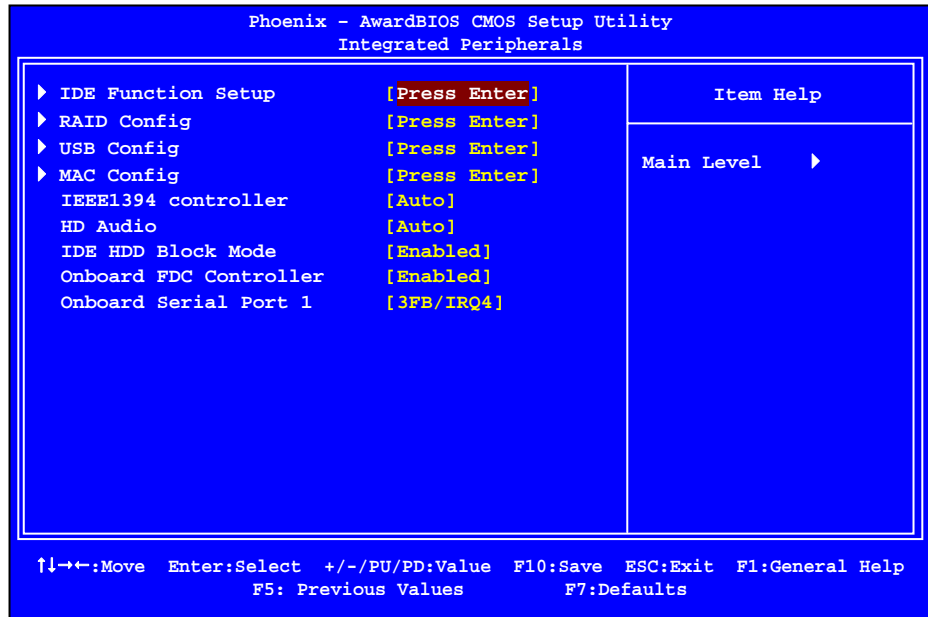 Phoenix – AwardBIOS CMOS Setup Utility
Integrated Peripherals
IDE Function Setup [Press Enter]
RAID Config [Press Enter]
USB Config [Press Enter]
MAC Config [Press Enter]
IEEE1394 controller [Auto]
HD Audio [Auto]
IDE HDD Block Mode [Enabled]
Onboard FDC Controller [Enabled]
Onboard Serial Port 1 [3FB/IRQ4]
Item Help
Main Level
↑↓→←:Move Enter:Select +/-/PU/PD:Value F10:Save ESC:Exit F1:General Help
F5: Previous Values F7:Defaults